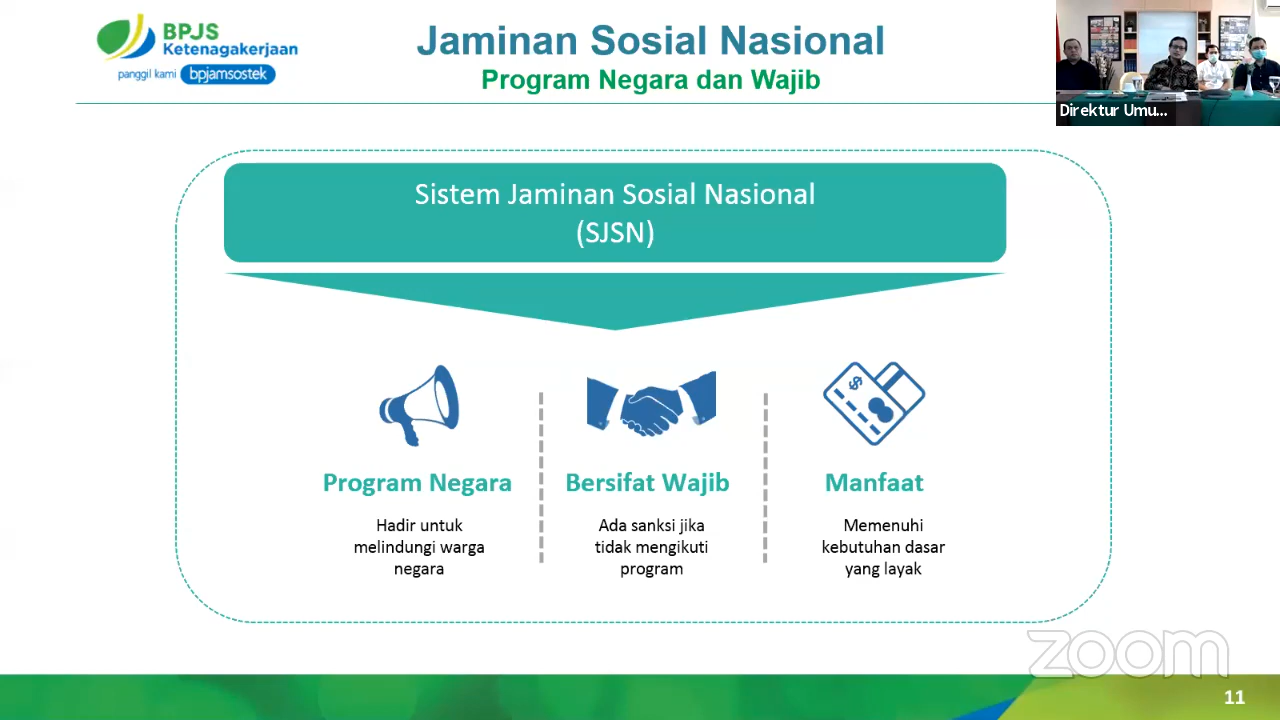 BPJS
Ketenagakerjaan
panggil kami bpjamsostek
Jaminan Sosial Nasional
Program Negara dan Wajib
Direktur Umu...
Sistem Jaminan Sosial Nasional
(SJSN)
Program Negara
Hadir untuk
melindungi warga
negara
Bersifat Wajib
Ada sanksi jika
tidak mengikuti
program
Manfaat
Memenuhi
kebutuhan dasar
yang layak
$
zoom
11